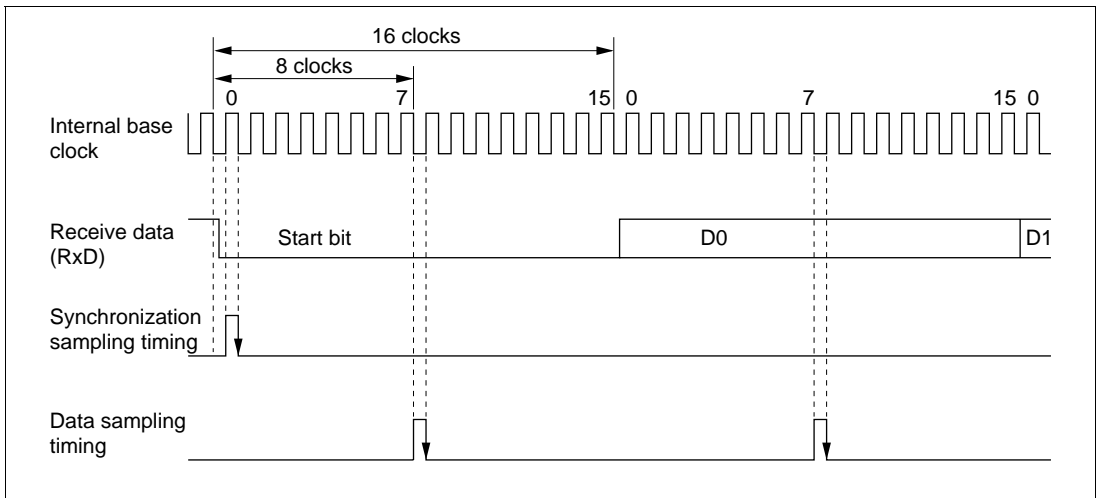 16 clocks
8 clocks
0 7 15 0 7 15 0
Internal base
clock
Receive data
(RxD)
Start bit D0 D1
Synchronization
sampling timing
Data sampling
timing